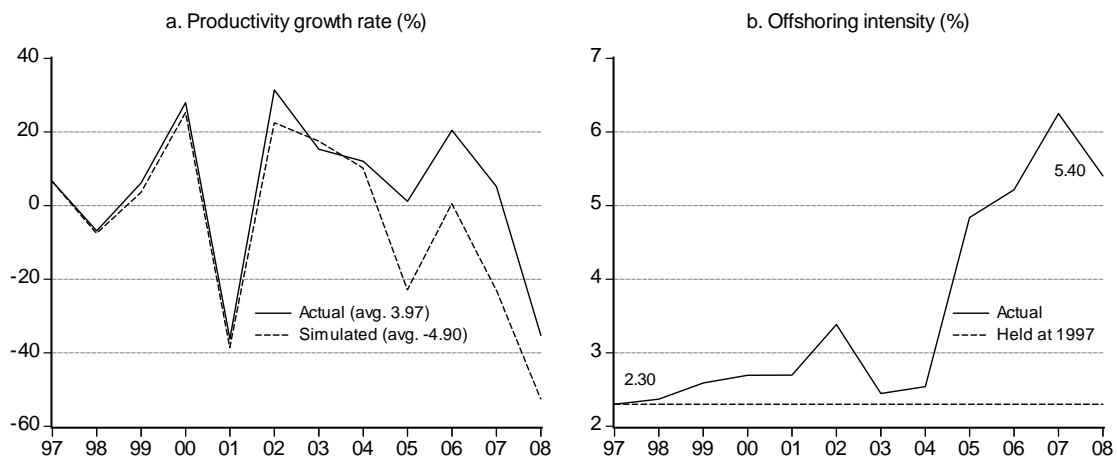 a. Productivity growth rate (%)
40
20
0
-20
-40
-60
97 98 99 00 01 02 03 04 05 06 07 08
Actual (avg. 3.97)
Simulated (avg. -4.90)
b. Offshoring intensity (%)
7
6
5
4
3
2
97 98 99 00 01 02 03 04 05 06 07 08
5.40
2.30
Actual
Held at 1997